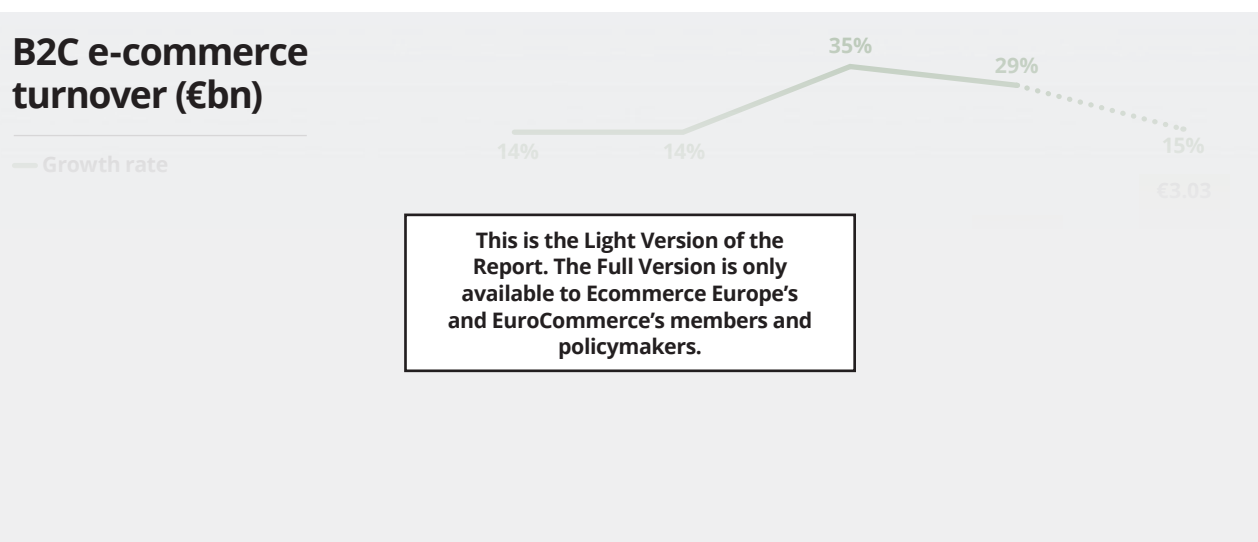 B2C e-commerce
turnover (€bn)
Growth rate
14%
14%
35%
29%
15%
€3.03
This is the Light Version of the
Report. The Full Version is only
available to Ecommerce Europe’s
and EuroCommerce’s members and
policymakers.